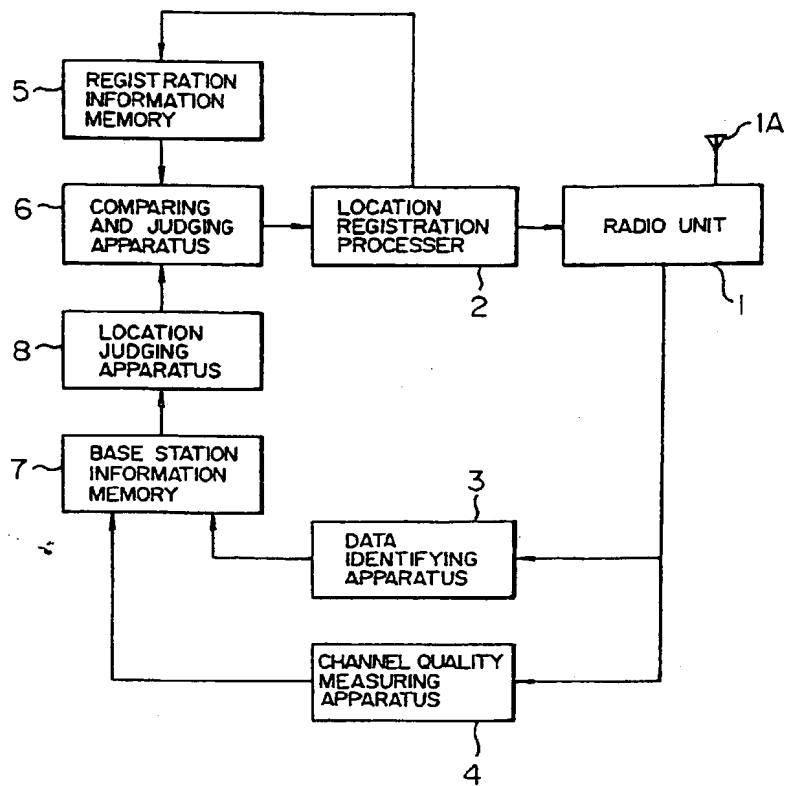 5
REGISTRATION
INFORMATION
MEMORY
1A
6
COMPARING
AND JUDGING
APPARATUS
LOCATION
REGISTRATION
PROCESSER
2
RADIO UNIT
1
8
LOCATION
JUDGING
APPARATUS
7
BASE STATION
INFORMATION
MEMORY
3
DATA
IDENTIFYING
APPARATUS
CHANNEL QUALITY
MEASURING
APPARATUS
4